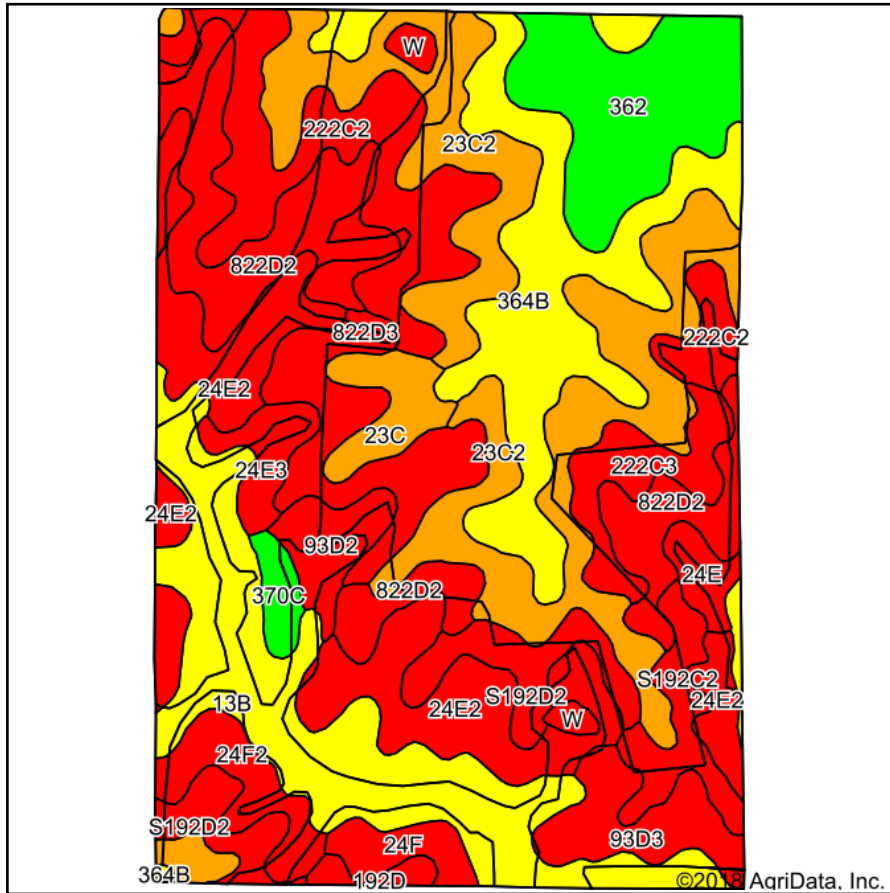 W
362
222C2
23C2
822D2
364B
822D3
222C2
24E2
23C
23C2
24E3
222C3
822D2
24E2
93D2
24E
370C
822D2
S192C2
S192D2
24E2
24E2
13B
W
24F2
S192D2
93D3
24F
364B
192D
©2018 AgriData, Inc.